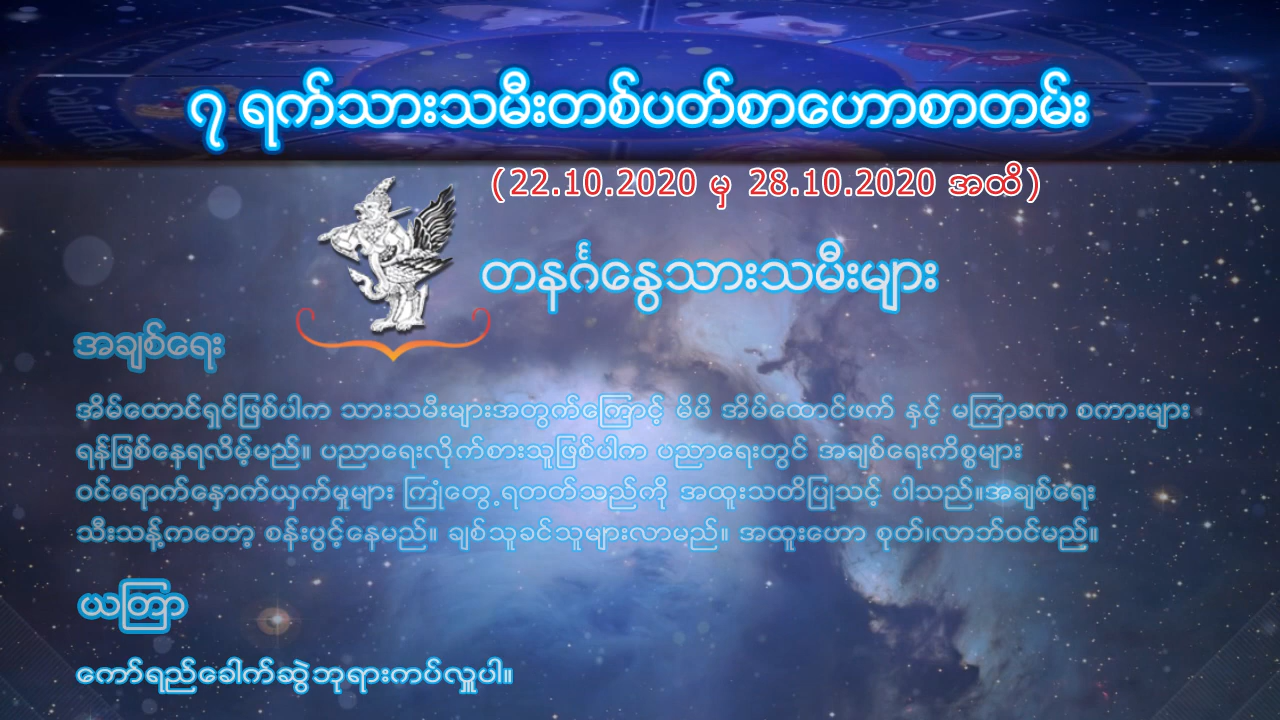 ၇ ရက်သားသမီးတစ်ပတ်စာဟောစာတမ်း
(22.10.2020 မှ 28.10.2020 အထိ)
တနင်္ဂနွေသားသမီးများ
အချစ်ရေး
အိမ်ထောင်ရှင်ဖြစ်ပါက သားသမီးများအတွက်ကြောင့် မိမိ အိမ်ထောင်ဖက် နှင့် မကြာခဏ စကားများ
ရန်ဖြစ်နေရလိမ့်မည်။ ပညာရေးလိုက်စားသူဖြစ်ပါက ပညာရေးတွင် အချစ်ရေးကိစ္စများ
ဝင်ရောက်နှောက်ယှက်မှုများ ကြုံတွေ့ရတတ်သည်ကို အထူးသတိပြုသင့် ပါသည်။အချစ်ရေး
သီးသန့်ကတော့ စန်းပွင့်နေမည်။ ချစ်သူခင်သူများလာမည်။ အထူးဟော စုတ်၊လာဘ်ဝင်မည်။
ယတြာ
ကော်ရည်ခေါက်ဆွဲဘုရားကပ်လှူပါ။
Saturday
Sunday